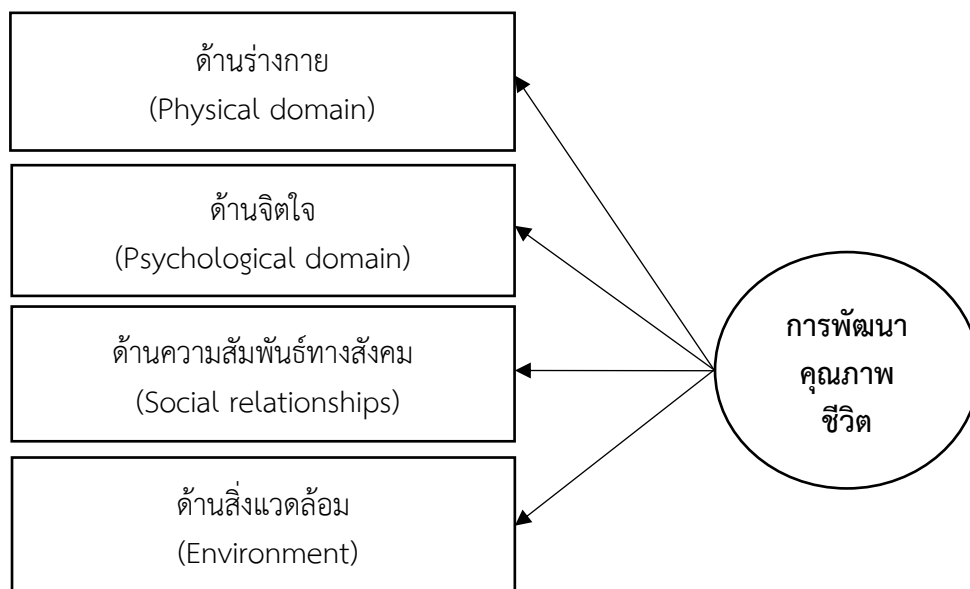 ด้านร่างกาย
(Physical domain)
ด้านจิตใจ
(Psychological domain)
ด้านความสัมพันธ์ทางสังคม
(Social relationships)
ด้านสิ่งแวดล้อม
(Environment)
การพัฒนา
คุณภาพ
ชีวิต